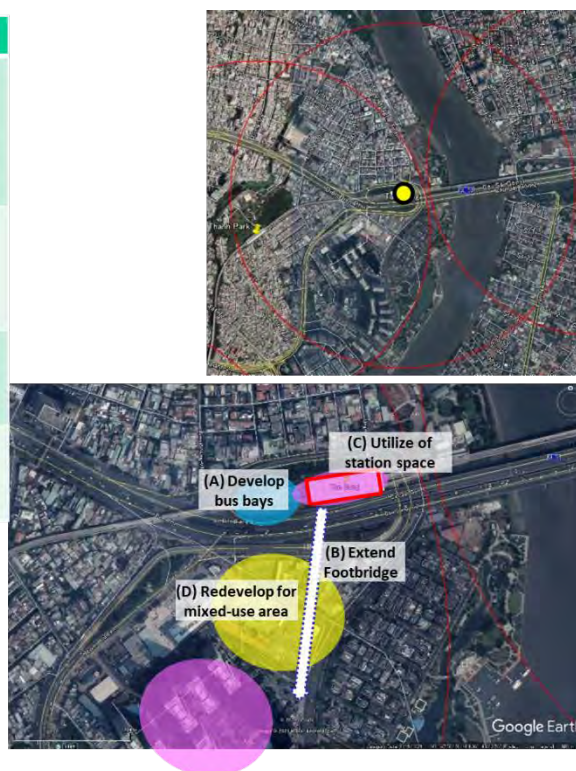 (C) Utilize of
station space
(A) Develop
bus bays
(B) Extend
Footbridge
(D) Redevelop for
mixed-use area
Google Earth